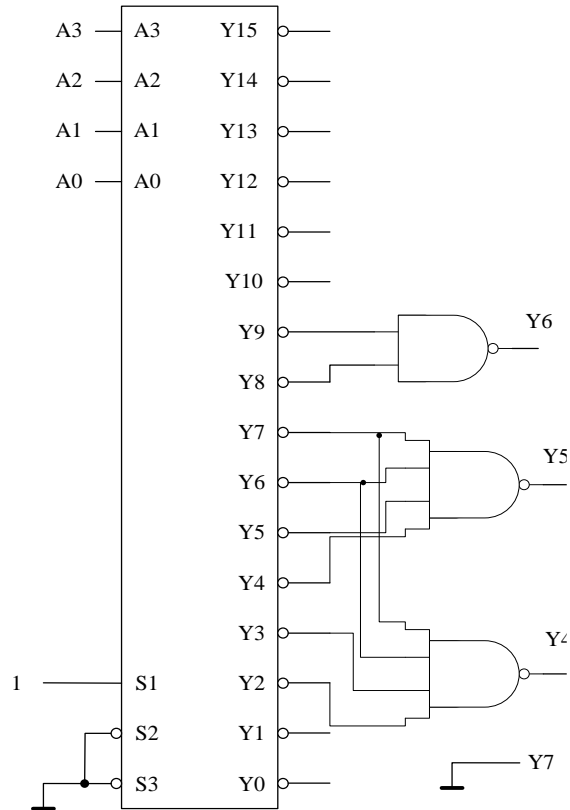 A3 A3 Y15
A2 A2 Y14
A1 A1 Y13
A0 A0 Y12
Y11
Y10
Y9 Y6
Y8
Y7
Y5
Y6
Y5
Y4
Y3 Y4
1 S1 Y2
S2 Y1
S3 Y0 Y7